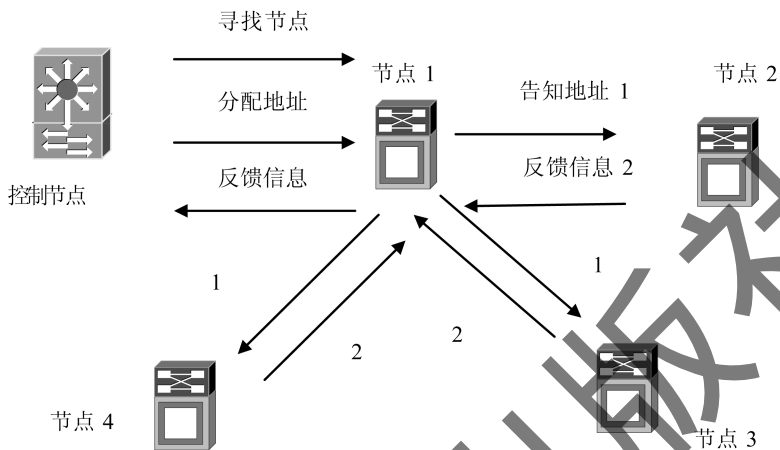 寻找节点
节点 1
节点 2
分配地址
告知地址 1
反馈信息
反馈信息 2
控制节点
1
1
2
2
节点 4
节点 3
版社